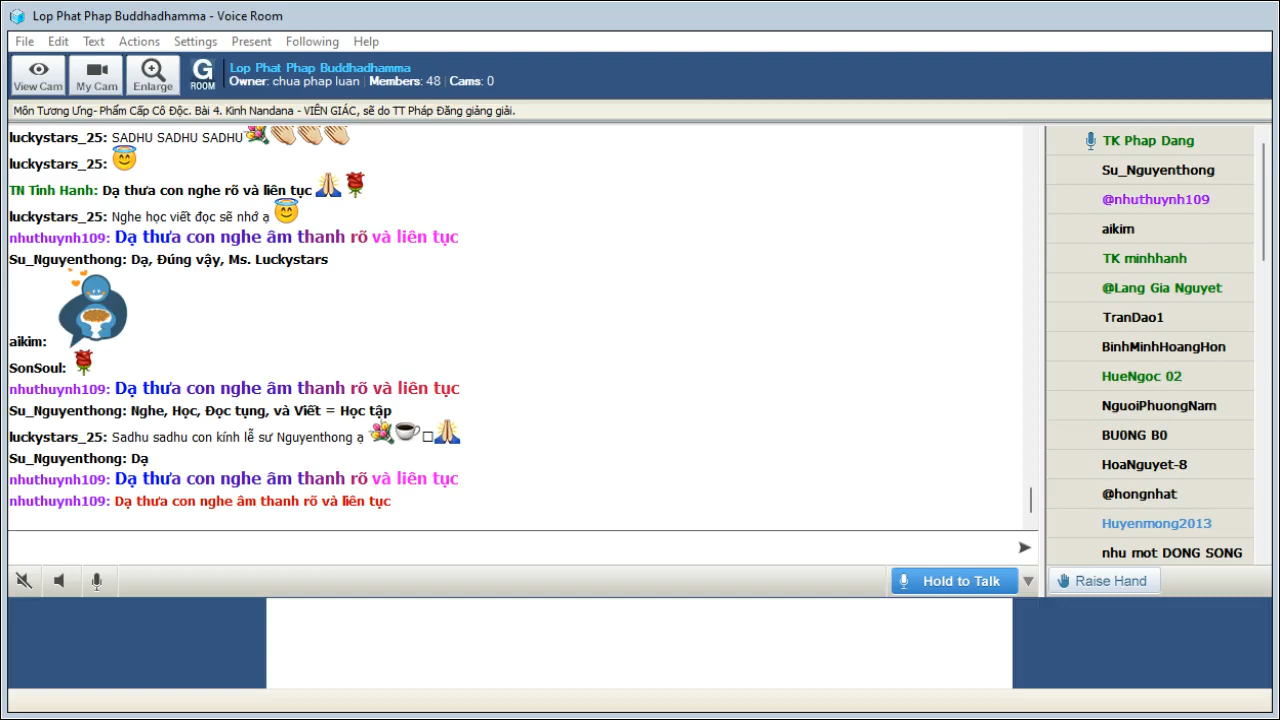 Lop Phat Phap Buddhadhamma - Voice Room
File Edit Text Actions Settings Present Following Help
View Cam My Cam Enlarge G ROOM Lop Phat Phap Buddhadhamma
Owner: chua phap luan Members: 48 Cams: 0
Môn Tương Ưng- Phẩm Cấp Cô Độc. Bài 4. Kinh Nandana - VIÊN GIÁC, sẽ do TT Pháp Đăng giảng giải.
luckystars_25: SADHU SADHU SADHU
luckystars_25:
TN Tinh Hanh: Dạ thưa con nghe rõ và liên tục
luckystars_25: Nghe học viết đọc sẽ nhớ ạ
nhuthuynh109: Dạ thưa con nghe âm thanh rõ và liên tục
Su_Nguyenthong: Dạ, Đúng vậy, Ms. Luckystars
aikim:
SonSoul:
nhuthuynh109: Dạ thưa con nghe âm thanh rõ và liên tục
Su_Nguyenthong: Nghe, Học, Đọc tụng, và Viết = Học tập
luckystars_25: Sadhu sadhu con kính lễ sư Nguyenthong ạ
Su_Nguyenthong: Dạ
nhuthuynh109: Dạ thưa con nghe âm thanh rõ và liên tục
nhuthuynh109: Dạ thưa con nghe âm thanh rõ và liên tục
TK Phap Dang
Su_Nguyenthong
@nhuthuynh109
aikim
TK minhhanh
@Lang Gia Nguyet
TranDao1
BinhMinhHoangHon
HueNgoc 02
NguoiPhuongNam
BU0NG B0
HoaNguyet-8
@hongnhat
Huyenmong2013
nhu mot DONG SONG
Hold to Talk
Raise Hand